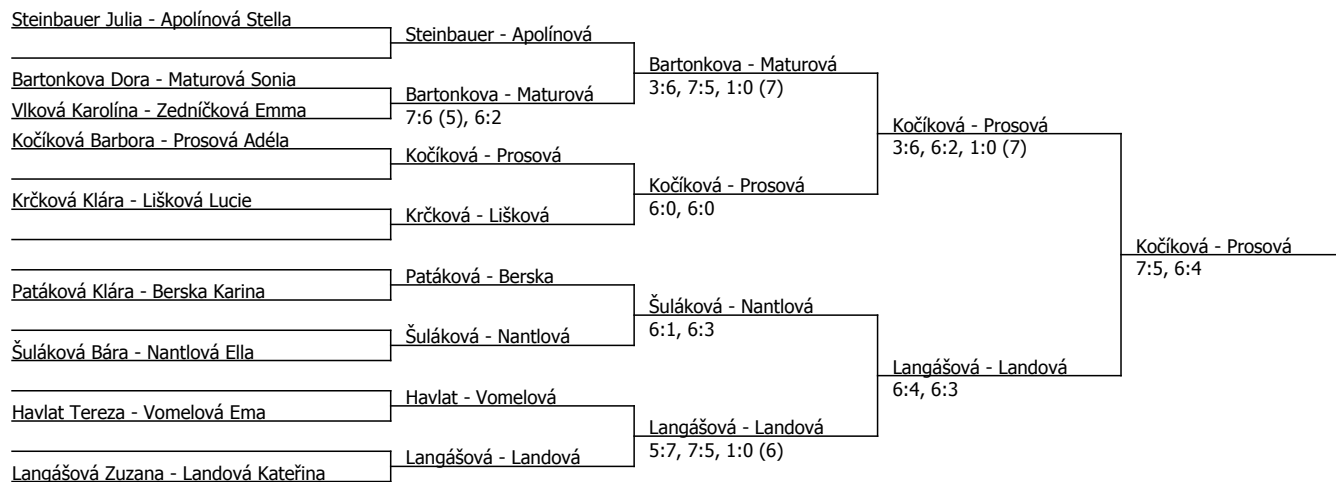 Steinbauer Julia - Apolínová Stella
Bartonkova Dora - Maturová Sonia
Vlková Karolína - Zedníčková Emma
Kočíková Barbora - Prosová Adéla
Krčková Klára - Lišková Lucie
Patáková Klára - Berska Karina
Šuláková Bára - Nantlová Ella
Havlat Tereza - Vomelová Ema
Langášová Zuzana - Landová Kateřina
Steinbauer - Apolínová
Bartonkova - Maturová
7:6 (5), 6:2
Kočíková - Prosová
Krčková - Lišková
Patáková - Berska
Šuláková - Nantlová
Havlat - Vomelová
Langášová - Landová
Bartonkova - Maturová
3:6, 7:5, 1:0 (7)
Kočíková - Prosová
6:0, 6:0
Šuláková - Nantlová
6:1, 6:3
Langášová - Landová
5:7, 7:5, 1:0 (6)
Kočíková - Prosová
3:6, 6:2, 1:0 (7)
Langášová - Landová
6:4, 6:3
Kočíková - Prosová
7:5, 6:4